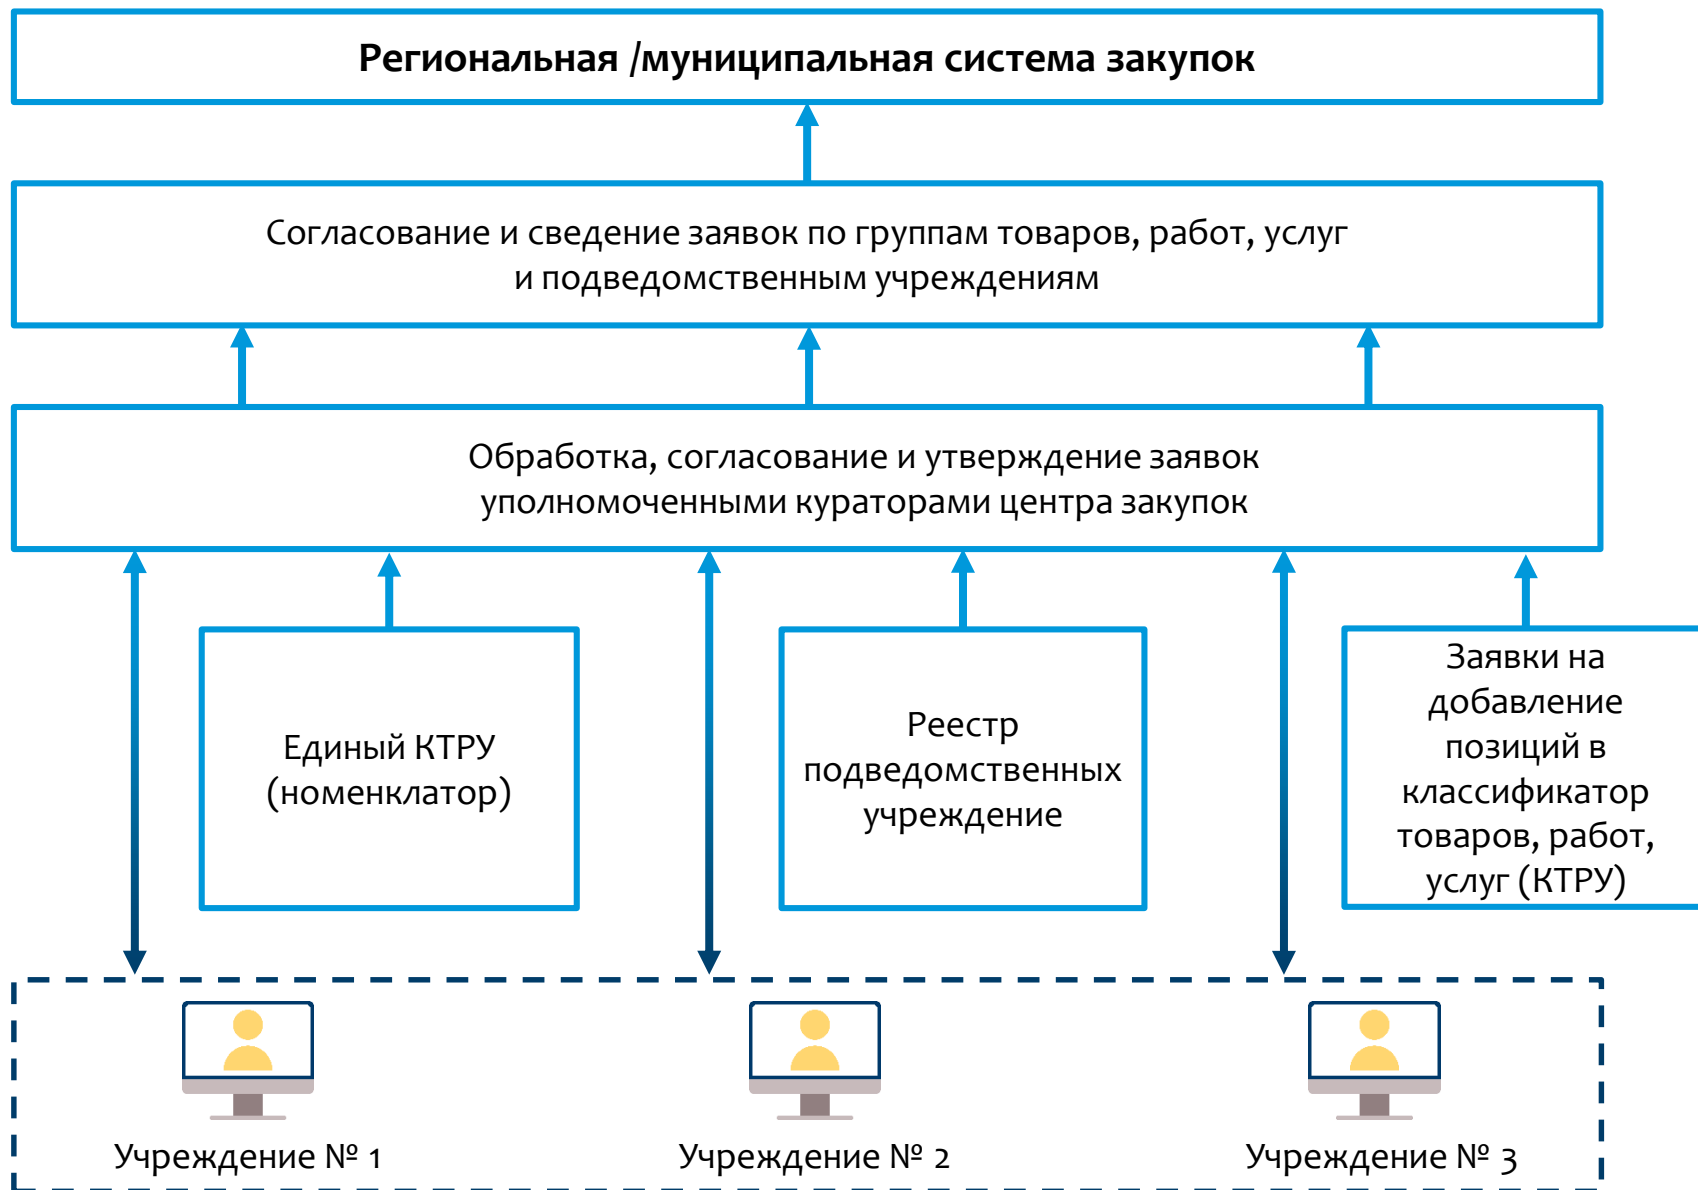 Региональная /муниципальная система закупок
Согласование и сведение заявок по группам товаров, работ, услуг
и подведомственным учреждениям
Обработка, согласование и утверждение заявок
уполномоченными кураторами центра закупок
Единый КТРУ
(номенклатор)
Реестр
подведомственных
учреждение
Заявки на
добавление
позиций в
классификатор
товаров, работ,
услуг (КТРУ)
Учреждение № 1
Учреждение № 2
Учреждение № 3